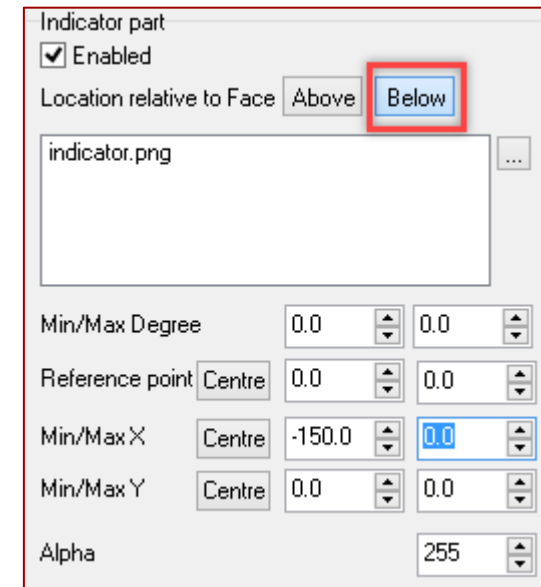 Indicator part
Enabled
Location relative to Face Above Below
indicator.png
...
Min/Max Degree 0.0 0.0
Reference point Centre 0.0 0.0
Min/Max X Centre -150.0 0.0
Min/Max Y Centre 0.0 0.0
Alpha 255